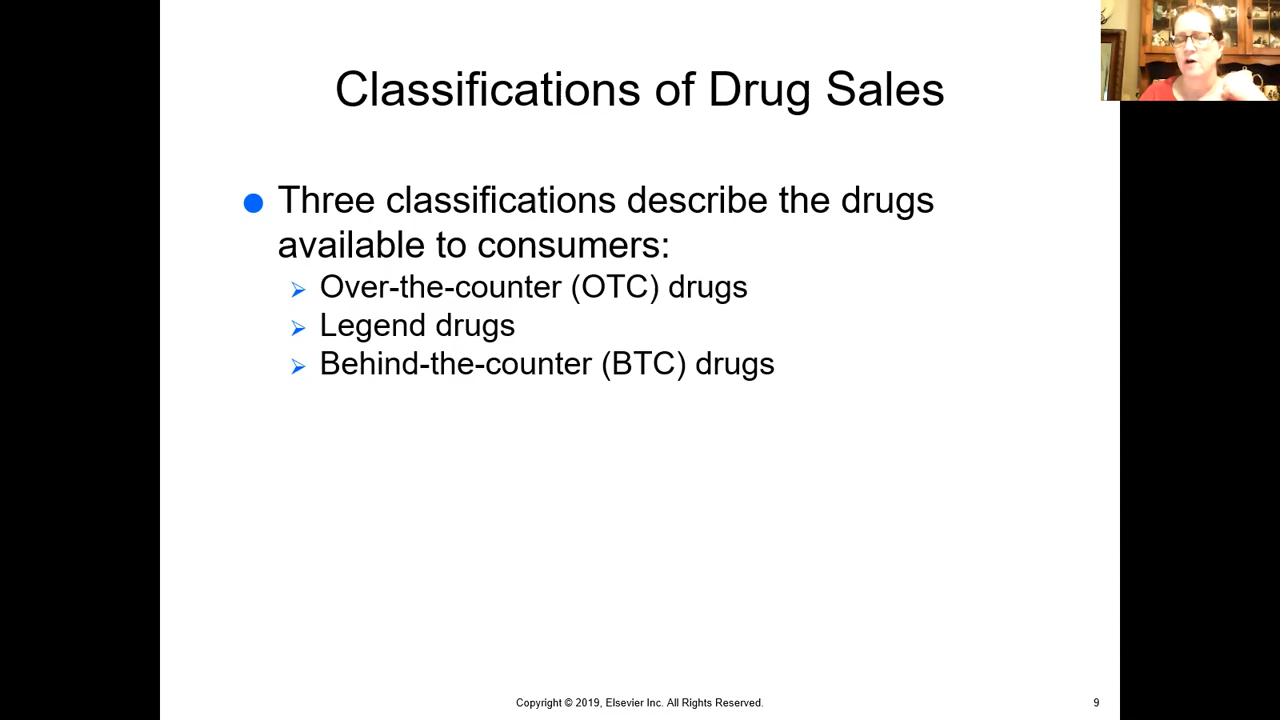 Classifications of Drug Sales
Three classifications describe the drugs
available to consumers:
Over-the-counter (OTC) drugs
Legend drugs
Behind-the-counter (BTC) drugs
Copyright © 2019, Elsevier Inc. All Rights Reserved.
9